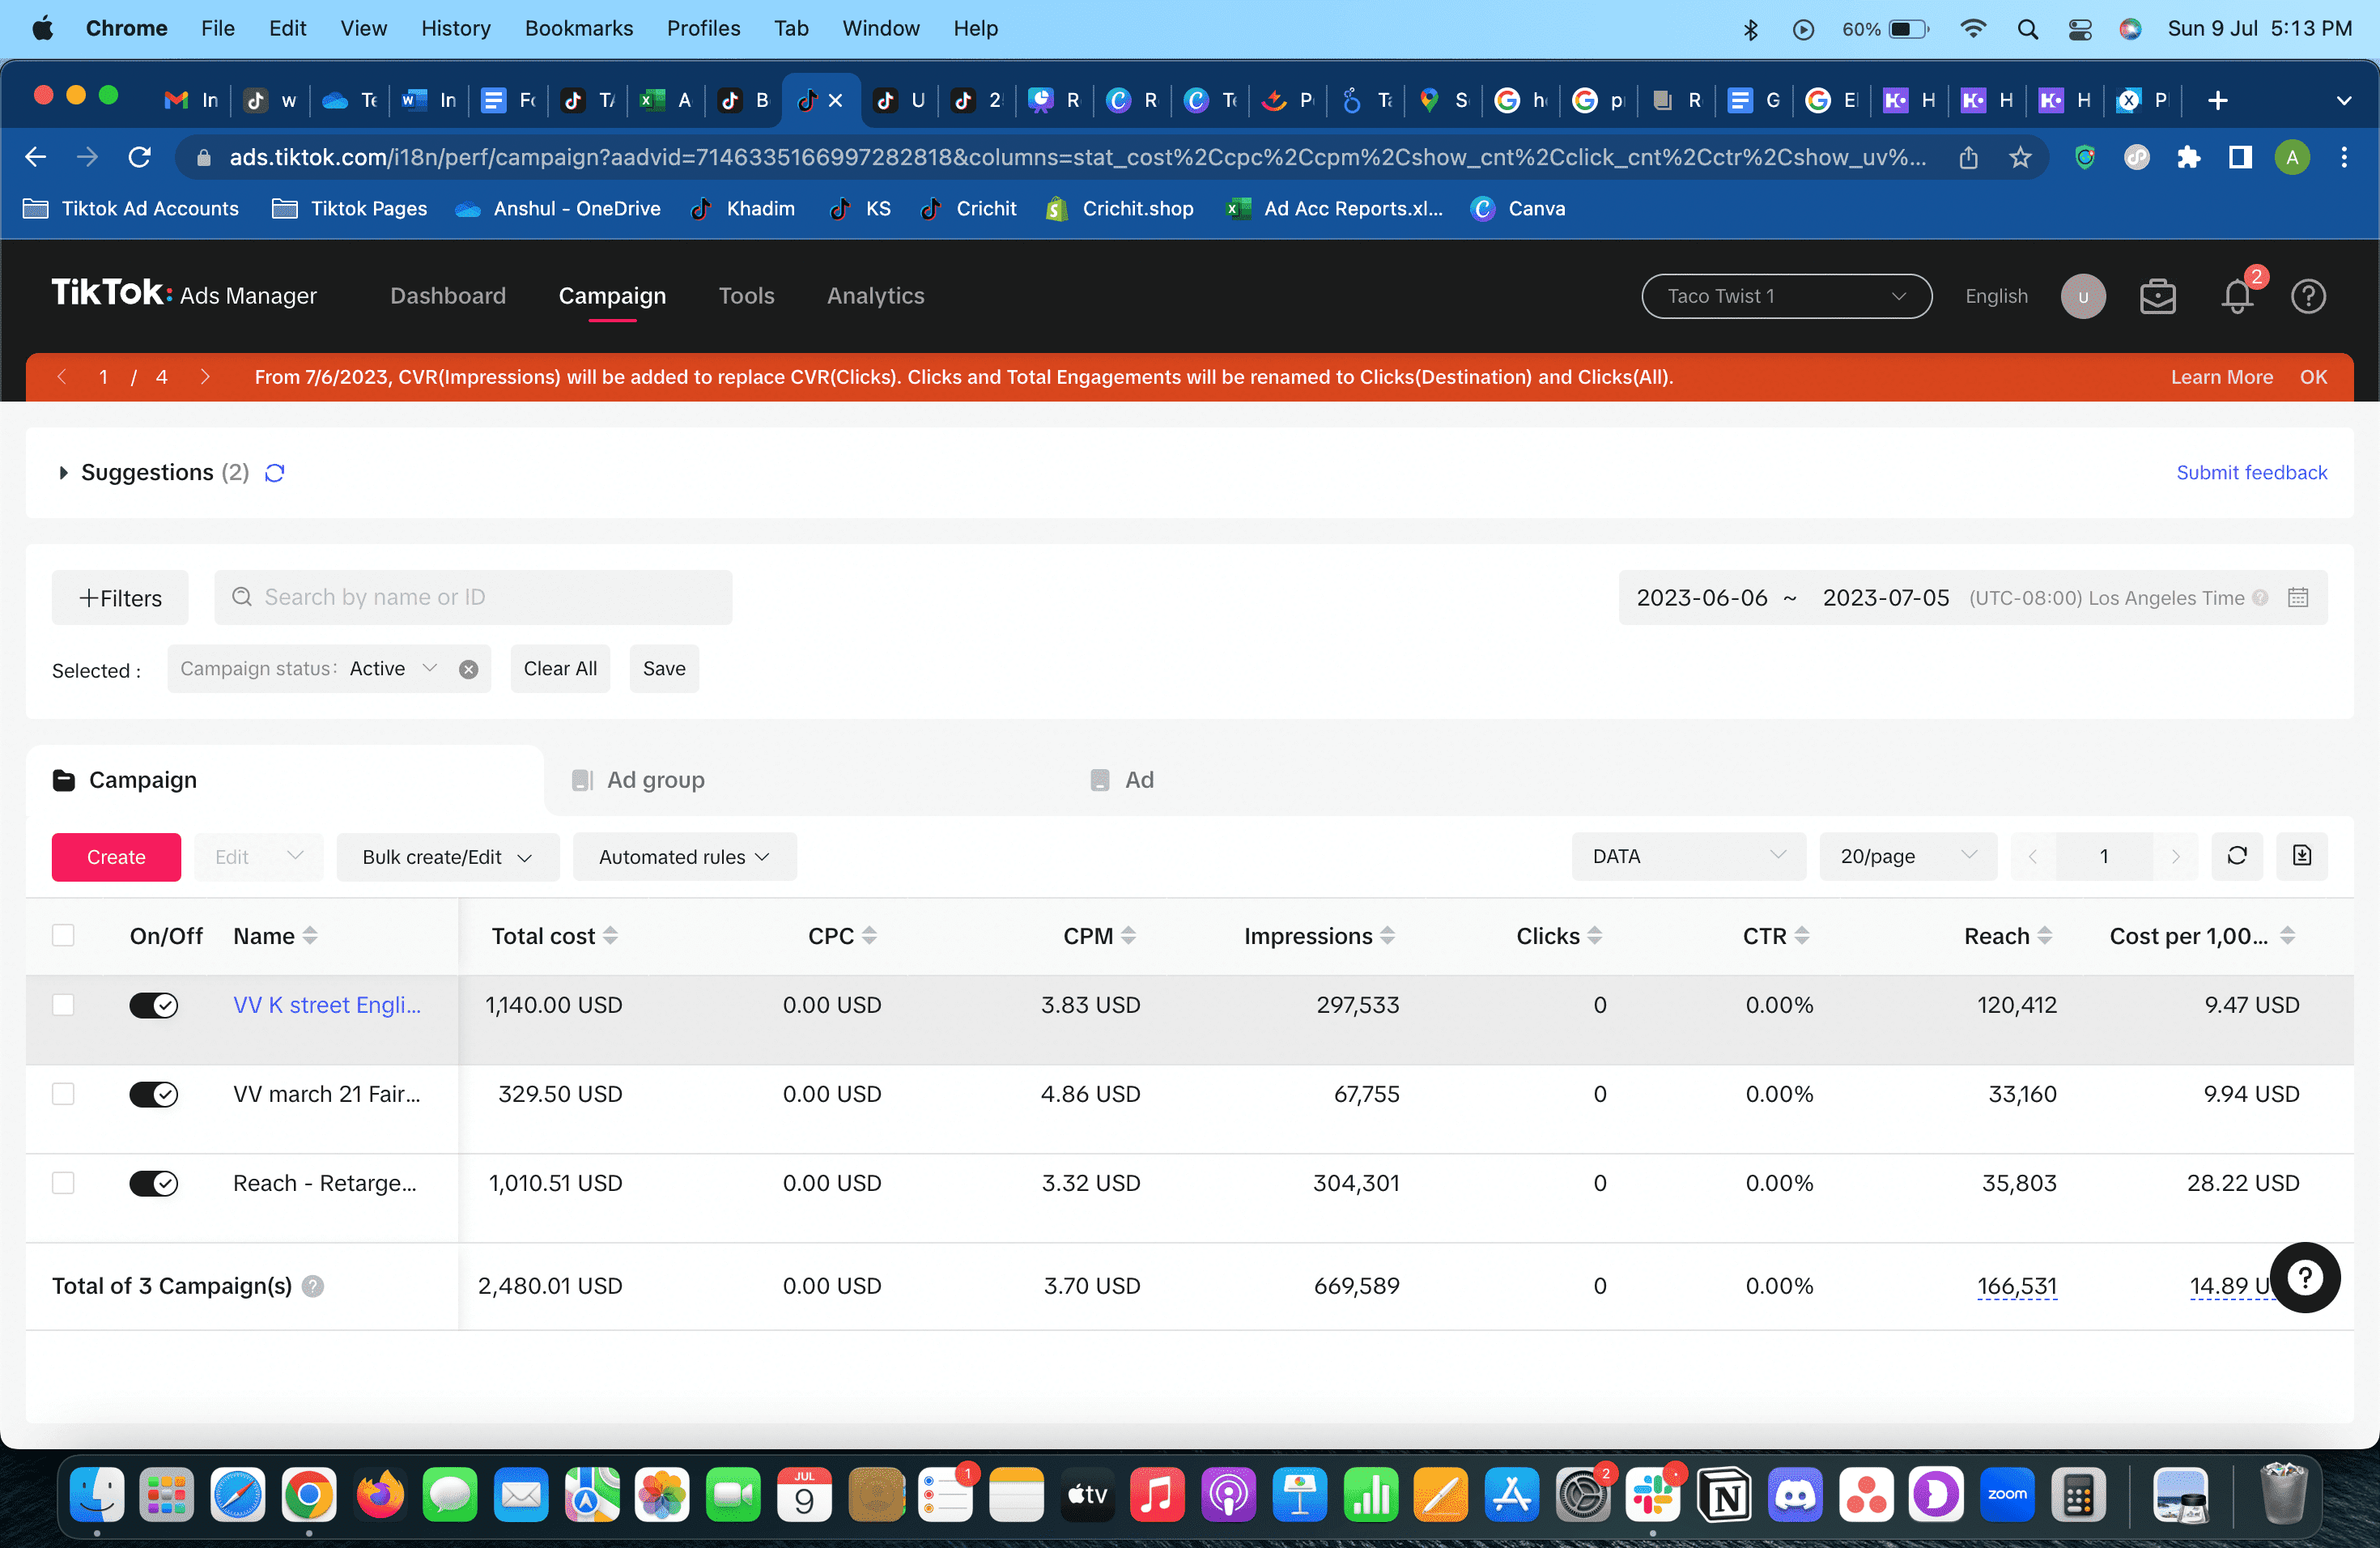 Chrome File Edit View History Bookmarks Profiles Tab Window Help 60% Sun 9 Jul 5:13 PM
In w Te In Fo TA A B U 2 R R Te P Ta S h p R G E H H H P
ads.tiktok.com/i18n/perf/campaign?aadvid=7146335166997282818&columns=stat_cost%2Ccpc%2Ccpm%2Cshow_cnt%2Cclick_cnt%2Cctr%2Cshow_uv%... A
Tiktok Ad Accounts Tiktok Pages Anshul - OneDrive Khadim KS Crichit Crichit.shop Ad Acc Reports.xl... Canva
TikTok: Ads Manager Dashboard Campaign Tools Analytics Taco Twist 1 English U 2
1 / 4 From 7/6/2023, CVR(Impressions) will be added to replace CVR(Clicks). Clicks and Total Engagements will be renamed to Clicks(Destination) and Clicks(All). Learn More OK
Suggestions (2) Submit feedback
+Filters Search by name or ID 2023-06-06 ~ 2023-07-05 (UTC-08:00) Los Angeles Time
Selected : Campaign status: Active Clear All Save
Campaign Ad group Ad
Create Edit Bulk create/Edit Automated rules DATA 20/page 1
On/Off Name Total cost CPC CPM Impressions Clicks CTR Reach Cost per 1,00...
VV K street Engli... 1,140.00 USD 0.00 USD 3.83 USD 297,533 0 0.00% 120,412 9.47 USD
VV march 21 Fair... 329.50 USD 0.00 USD 4.86 USD 67,755 0 0.00% 33,160 9.94 USD
Reach - Retarge... 1,010.51 USD 0.00 USD 3.32 USD 304,301 0 0.00% 35,803 28.22 USD
Total of 3 Campaign(s) 2,480.01 USD 0.00 USD 3.70 USD 669,589 0 0.00% 166,531 14.89 U
JUL 9 1 tv 2 zoom